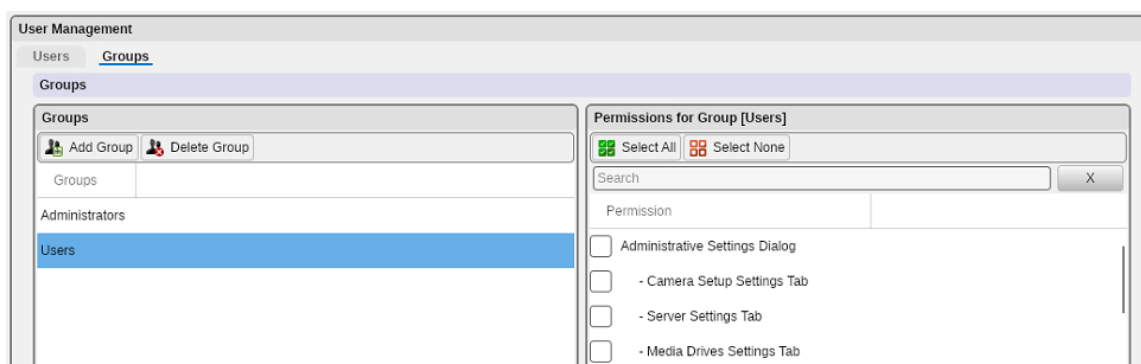 User Management
Users Groups
Groups
Groups
Add Group Delete Group
Groups
Administrators
Users
Permissions for Group [Users]
Select All Select None
Search X
Permission
Administrative Settings Dialog
- Camera Setup Settings Tab
- Server Settings Tab
- Media Drives Settings Tab